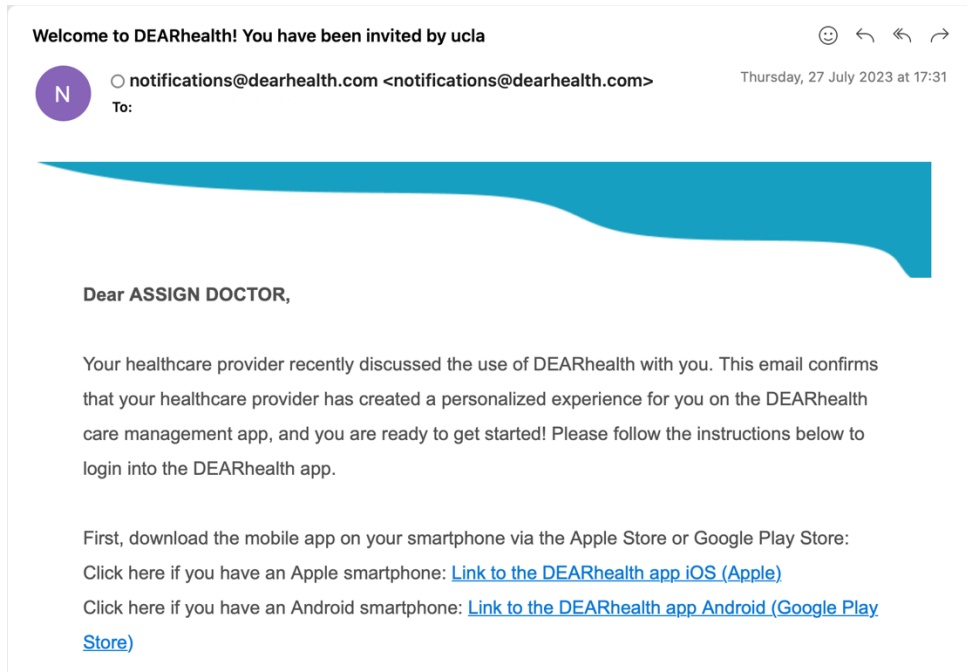 Welcome to DEARhealth! You have been invited by ucla
N
notifications@dearhealth.com <notifications@dearhealth.com>
Thursday, 27 July 2023 at 17:31
To:
Dear ASSIGN DOCTOR,
Your healthcare provider recently discussed the use of DEARhealth with you. This email confirms
that your healthcare provider has created a personalized experience for you on the DEARhealth
care management app, and you are ready to get started! Please follow the instructions below to
login into the DEARhealth app.
First, download the mobile app on your smartphone via the Apple Store or Google Play Store:
Click here if you have an Apple smartphone: Link to the DEARhealth app iOS (Apple)
Click here if you have an Android smartphone: Link to the DEARhealth app Android (Google Play
Store)